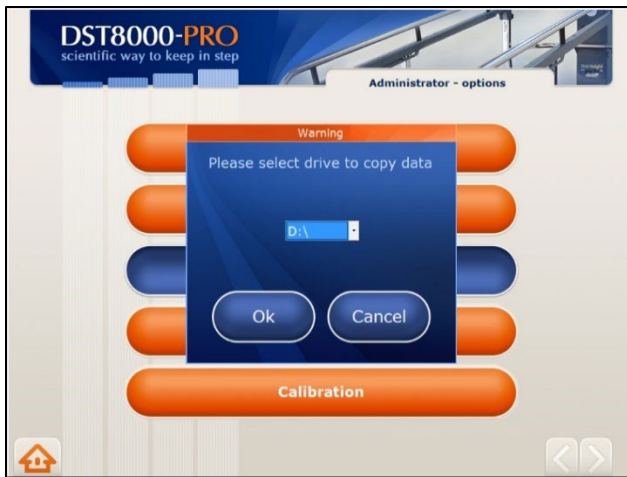 DST8000-PRO
scientific way to keep in step
Administrator - options
Warning
Please select drive to copy data
D:\
Ok
Cancel
Calibration